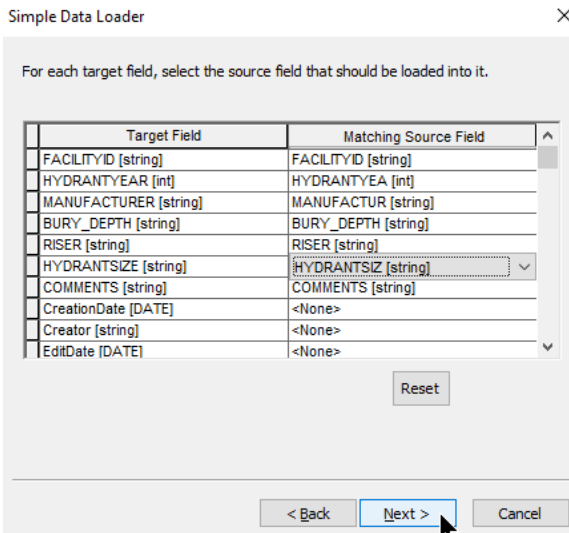 Simple Data Loader
For each target field, select the source field that should be loaded into it.
Target Field Matching Source Field
FACILITYID [string] FACILITYID [string]
HYDRANTYEAR [int] HYDRANTYEA [int]
MANUFACTURER [string] MANUFACTUR [string]
BURY_DEPTH [string] BURY_DEPTH [string]
RISER [string] RISER [string]
HYDRANTSIZE [string] HYDRANTSIZ [string]
COMMENTS [string] COMMENTS [string]
CreationDate [DATE] <None>
Creator [string] <None>
EditDate [DATE] <None>
Reset
< Back Next > Cancel